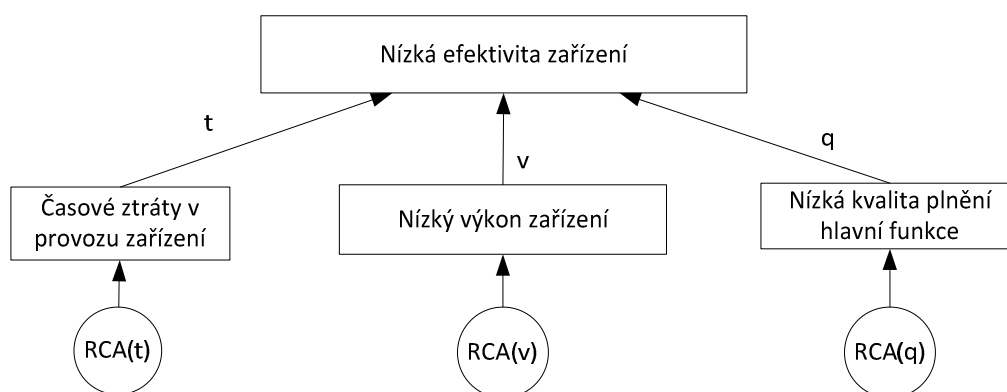 Nízká efektivita zařízení
t
v
q
Časové ztráty v
provozu zařízení
Nízký výkon zařízení
Nízká kvalita plnění
hlavní funkce
RCA(t)
RCA(v)
RCA(q)